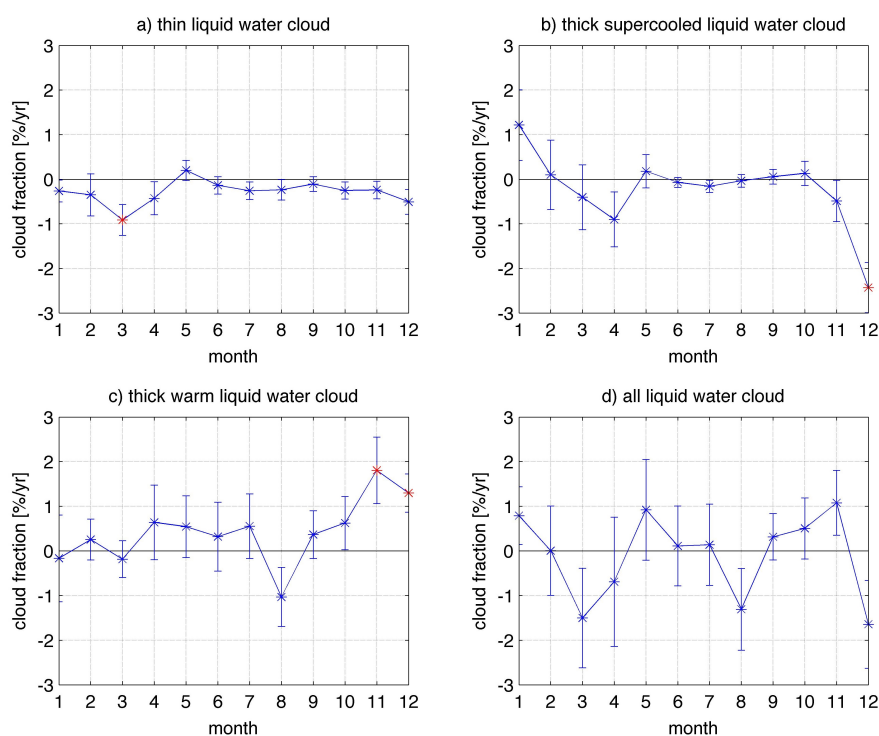 a) thin liquid water cloud
3
2
1
0
-1
-2
-3
cloud fraction [%/yr]
1 2 3 4 5 6 7 8 9 10 11 12
month
b) thick supercooled liquid water cloud
3
2
1
0
-1
-2
-3
cloud fraction [%/yr]
1 2 3 4 5 6 7 8 9 10 11 12
month
c) thick warm liquid water cloud
3
2
1
0
-1
-2
-3
cloud fraction [%/yr]
1 2 3 4 5 6 7 8 9 10 11 12
month
d) all liquid water cloud
3
2
1
0
-1
-2
-3
cloud fraction [%/yr]
1 2 3 4 5 6 7 8 9 10 11 12
month